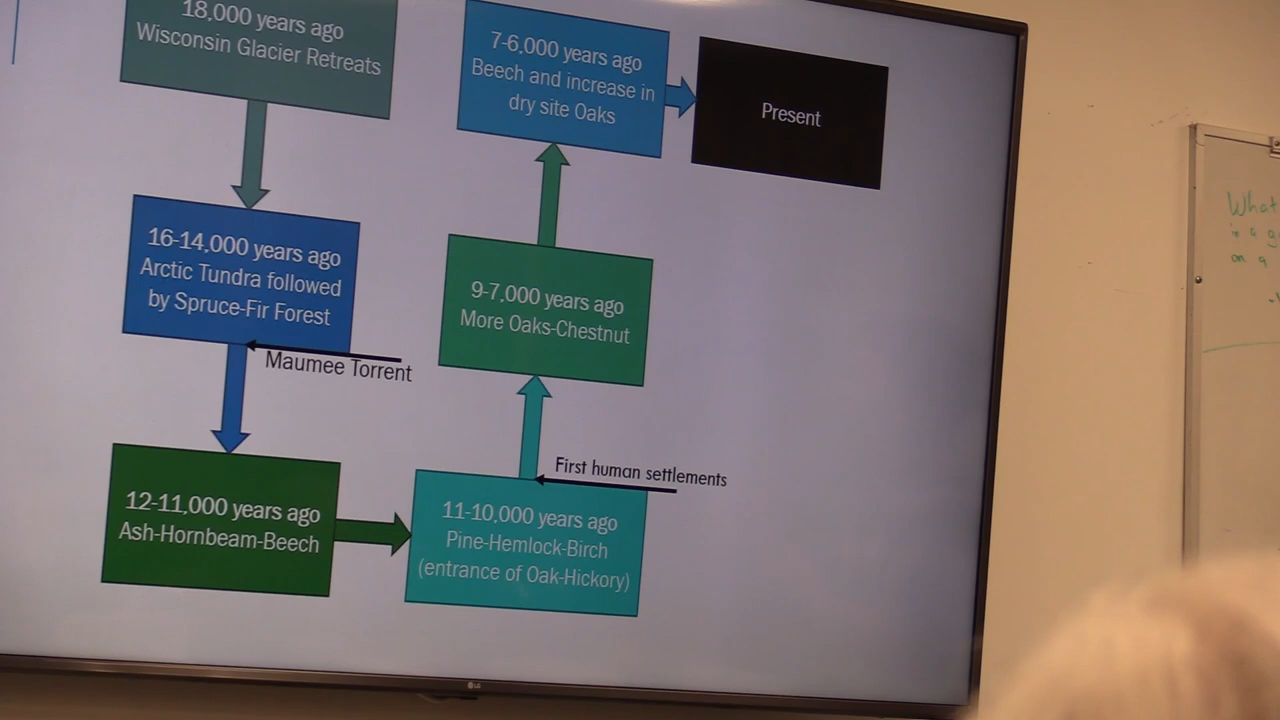 18,000 years ago
Wisconsin Glacier Retreats
16-14,000 years ago
Arctic Tundra followed
by Spruce-Fir Forest
Maumee Torrent
12-11,000 years ago
Ash-Hornbeam-Beech
11-10,000 years ago
Pine-Hemlock-Birch
(entrance of Oak-Hickory)
First human settlements
9-7,000 years ago
More Oaks-Chestnut
7-6,000 years ago
Beech and increase in
dry site Oaks
Present
LG
What
is a
on a